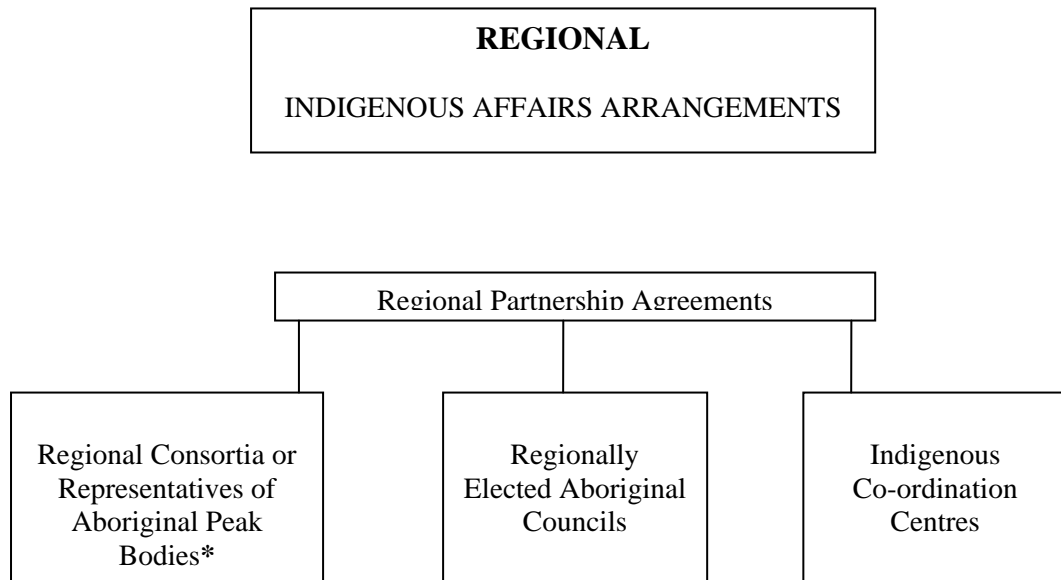 REGIONAL
INDIGENOUS AFFAIRS ARRANGEMENTS
Regional Partnership Agreements
Regional Consortia or
Representatives of
Aboriginal Peak
Bodies*
Regionally
Elected Aboriginal
Councils
Indigenous
Co-ordination
Centres